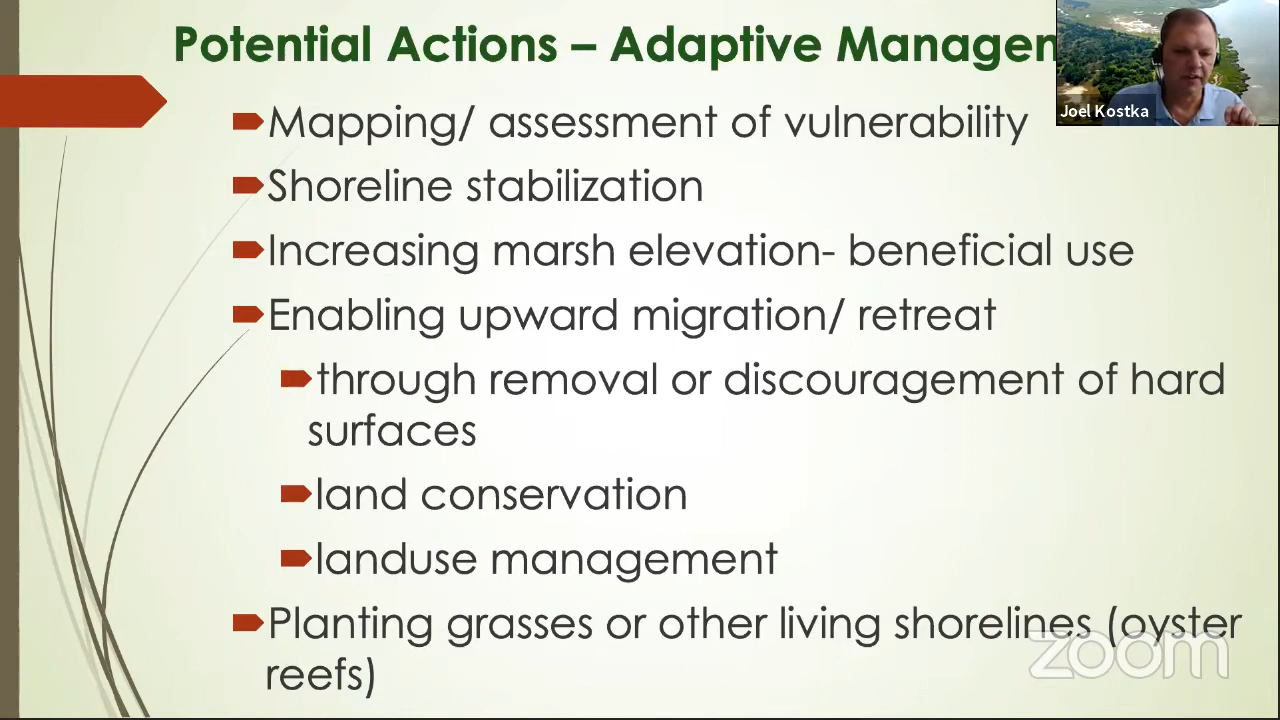 Potential Actions – Adaptive Managen
Joel Kostka
Mapping/ assessment of vulnerability
Shoreline stabilization
Increasing marsh elevation- beneficial use
Enabling upward migration/ retreat
through removal or discouragement of hard
surfaces
land conservation
landuse management
Planting grasses or other living shorelines (oyster
reefs)
zoom